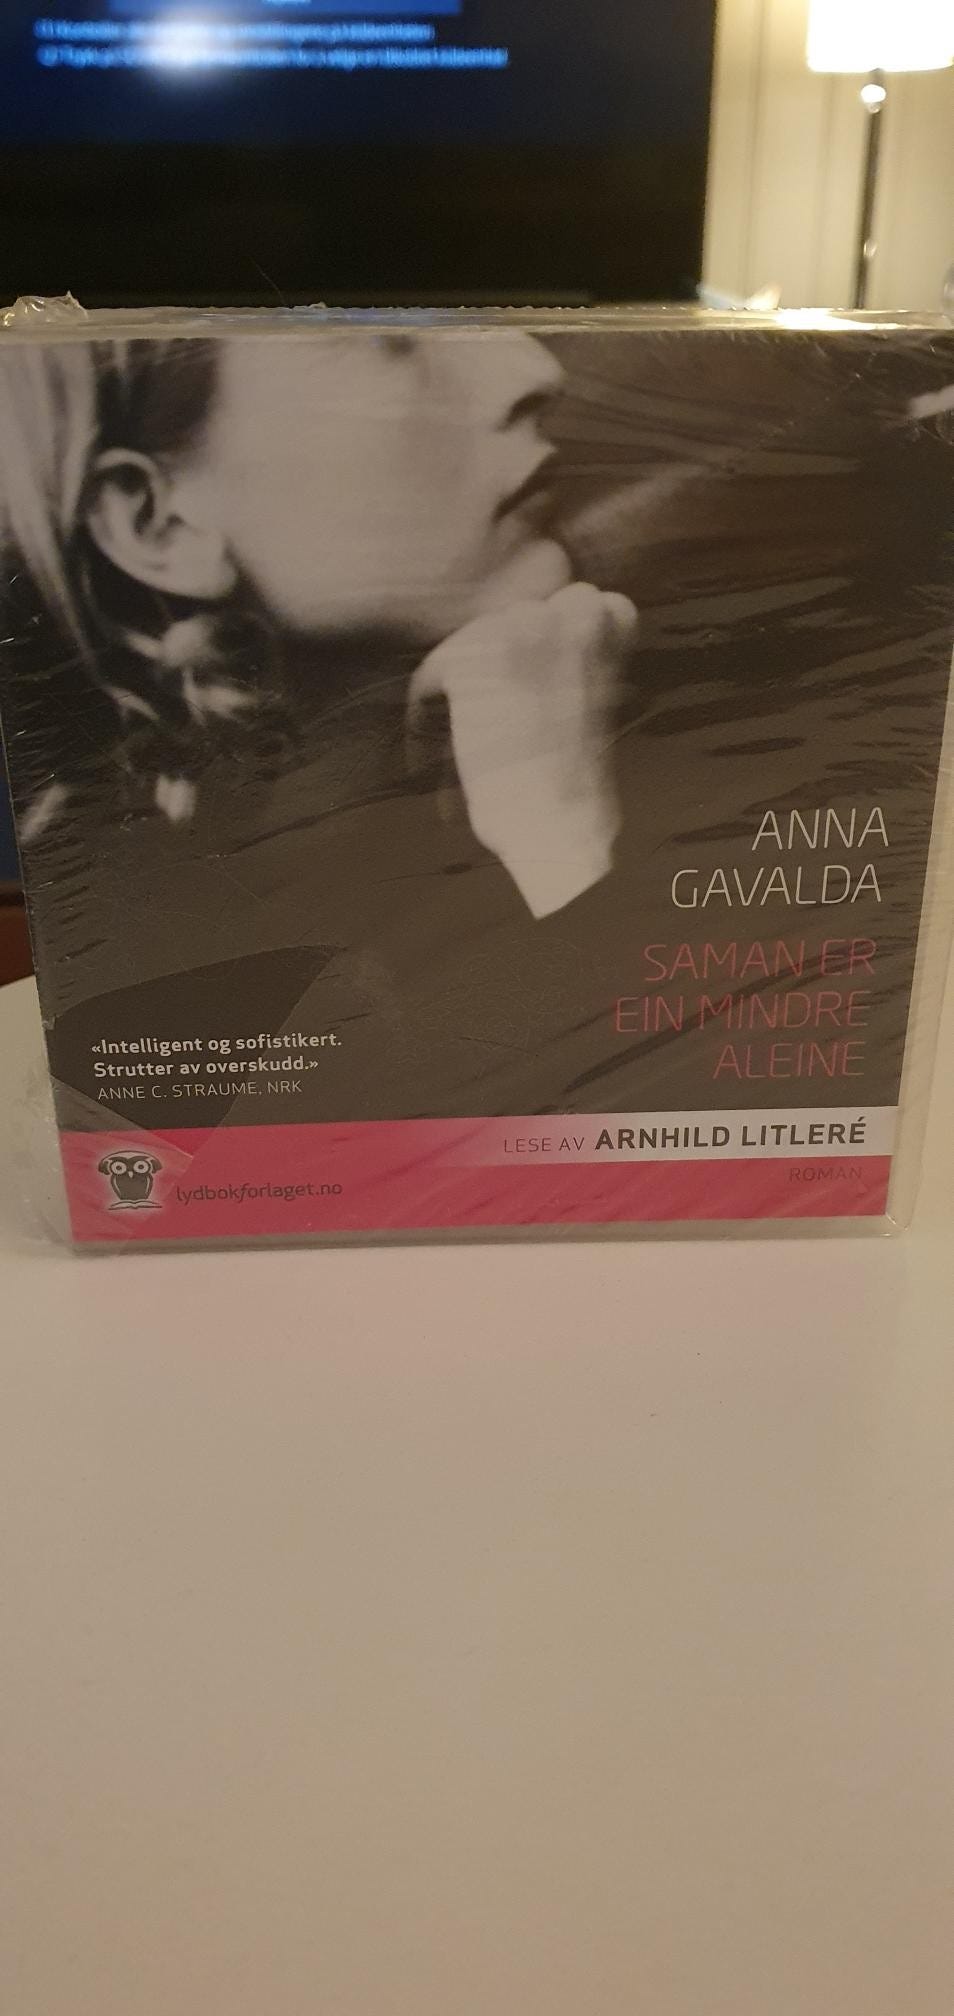 ANNA
GAVALDA
SAMAN ER
EIN MINDRE
ALEINE
«Intelligent og sofistikert.
Strutter av overskudd.»
ANNE C. STRAUME, NRK
LESE AV ARNHILD LITLERÉ
ROMAN
lydbokforlaget.no